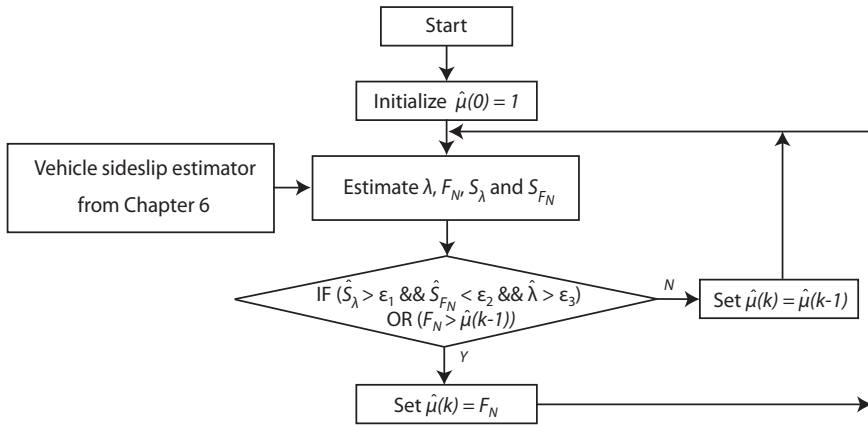 Start
Initialize μ̂(0) = 1
Vehicle sideslip estimator
from Chapter 6
Estimate λ, F_N, S_λ and S_{F_N}
IF (Ŝ_λ > ε₁ && Ŝ_{F_N} < ε₂ && λ̂ > ε₃)
OR (F_N > μ̂(k-1))
N
Set μ̂(k) = μ̂(k-1)
Y
Set μ̂(k) = F_N